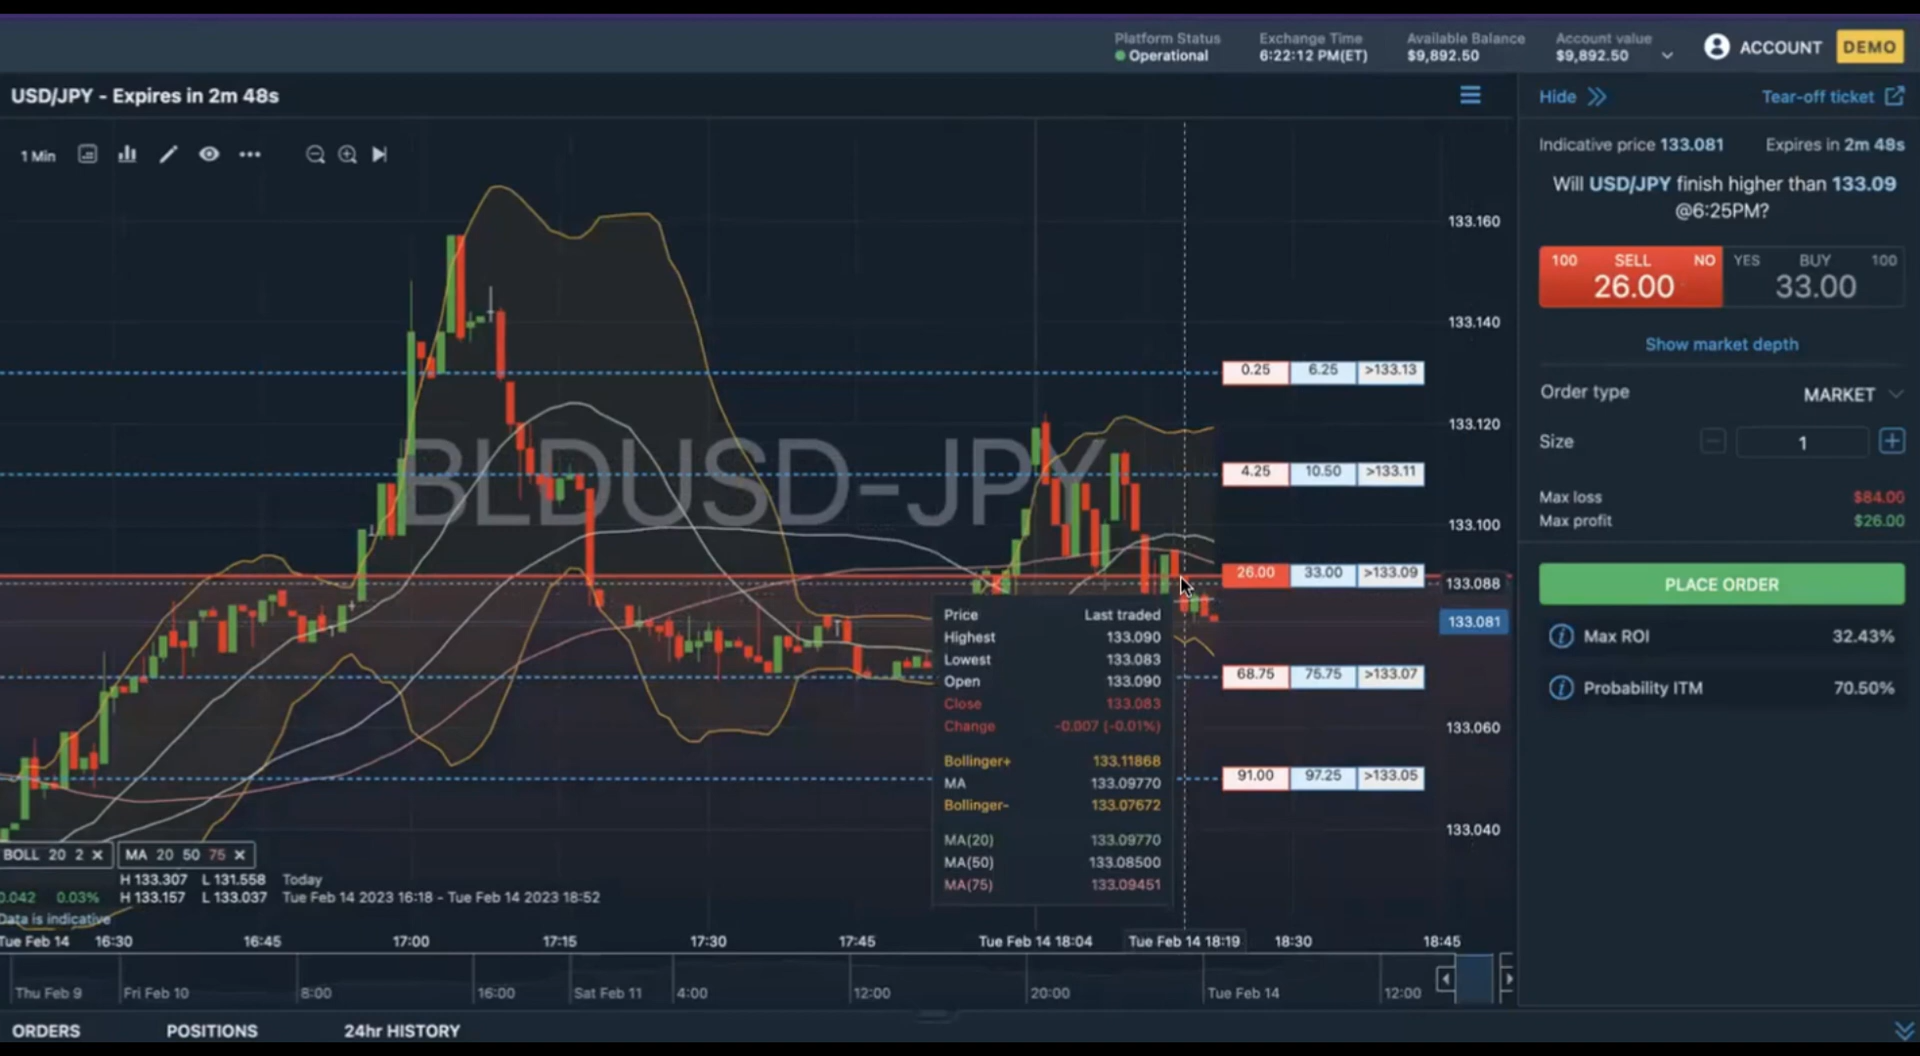 Platform Status
Operational
Exchange Time
6:22:12 PM(ET)
Available Balance
$9,892.50
Account value
$9,892.50
ACCOUNT
DEMO
USD/JPY - Expires in 2m 48s
Hide
Tear-off ticket
1 Min
Indicative price 133.081
Expires in 2m 48s
Will USD/JPY finish higher than 133.09
@6:25PM?
100 SELL NO
26.00
YES BUY 100
33.00
Show market depth
Order type MARKET
Size 1
Max loss $84.00
Max profit $26.00
PLACE ORDER
Max ROI 32.43%
Probability ITM 70.50%
BLDUSD-JPY
133.160
133.140
133.120
133.100
133.088
133.081
133.060
133.040
0.25 6.25 >133.13
4.25 10.50 >133.11
26.00 33.00 >133.09
68.75 75.75 >133.07
91.00 97.25 >133.05
Price Last traded
Highest 133.090
Lowest 133.083
Open 133.090
Close 133.083
Change -0.007 (-0.01%)
Bollinger+ 133.11868
MA 133.09770
Bollinger- 133.07672
MA(20) 133.09770
MA(50) 133.08500
MA(75) 133.09451
BOLL 20 2
MA 20 50 75
H 133.307 L 131.558 Today
0.042 0.03% H 133.157 L 133.037 Tue Feb 14 2023 16:18 - Tue Feb 14 2023 18:52
Data is indicative
Tue Feb 14 16:30 16:45 17:00 17:15 17:30 17:45 Tue Feb 14 18:04 Tue Feb 14 18:19 18:30 18:45
Thu Feb 9 Fri Feb 10 8:00 16:00 Sat Feb 11 4:00 12:00 20:00 Tue Feb 14 12:00
ORDERS POSITIONS 24hr HISTORY